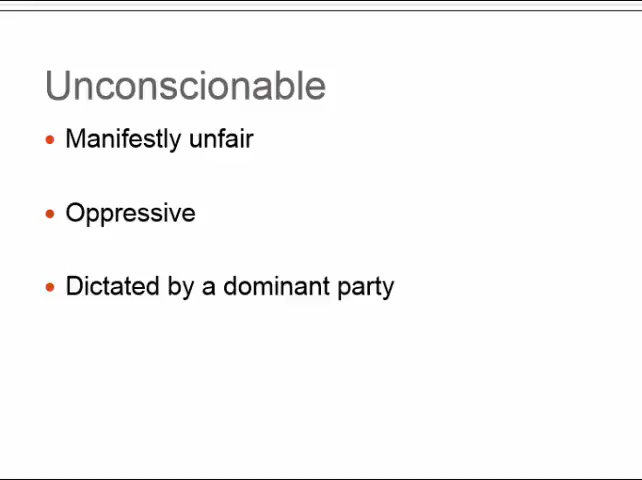 Unconscionable
• Manifestly unfair
• Oppressive
• Dictated by a dominant party